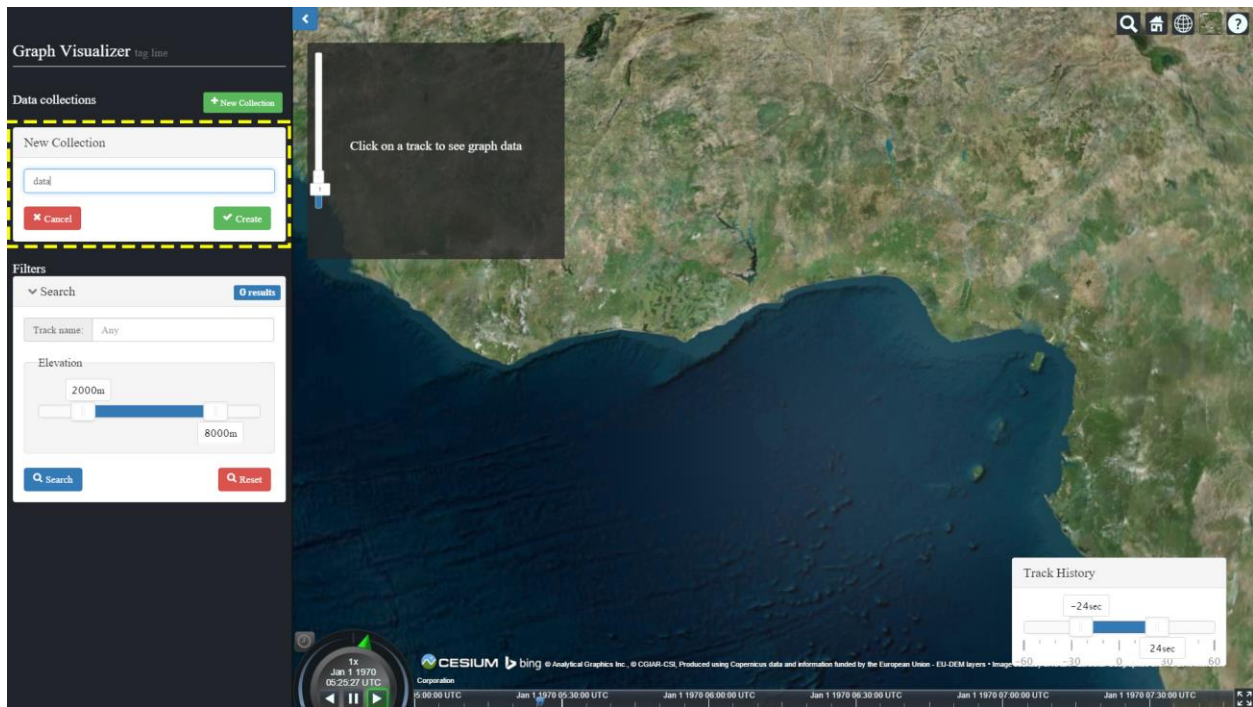 Graph Visualizer tag line
Data collections
New Collection
New Collection
data
Cancel
Create
Filters
Search
0 results
Track name:
Any
Elevation
2000m
8000m
Search
Reset
Click on a track to see graph data
?
Track History
-24sec
24sec
-60 -30 0 30 60
1x
Jan 1 1970
05:25:27 UTC
CESIUM bing © Analytical Graphics Inc., © CGIAR-CSI, Produced using Copernicus data and information funded by the European Union - EU-DEM layers • Image
Corporation
5:00:00 UTC
Jan 1 1970 05:30:00 UTC
Jan 1 1970 06:00:00 UTC
Jan 1 1970 06:30:00 UTC
Jan 1 1970 07:00:00 UTC
Jan 1 1970 07:30:00 UTC